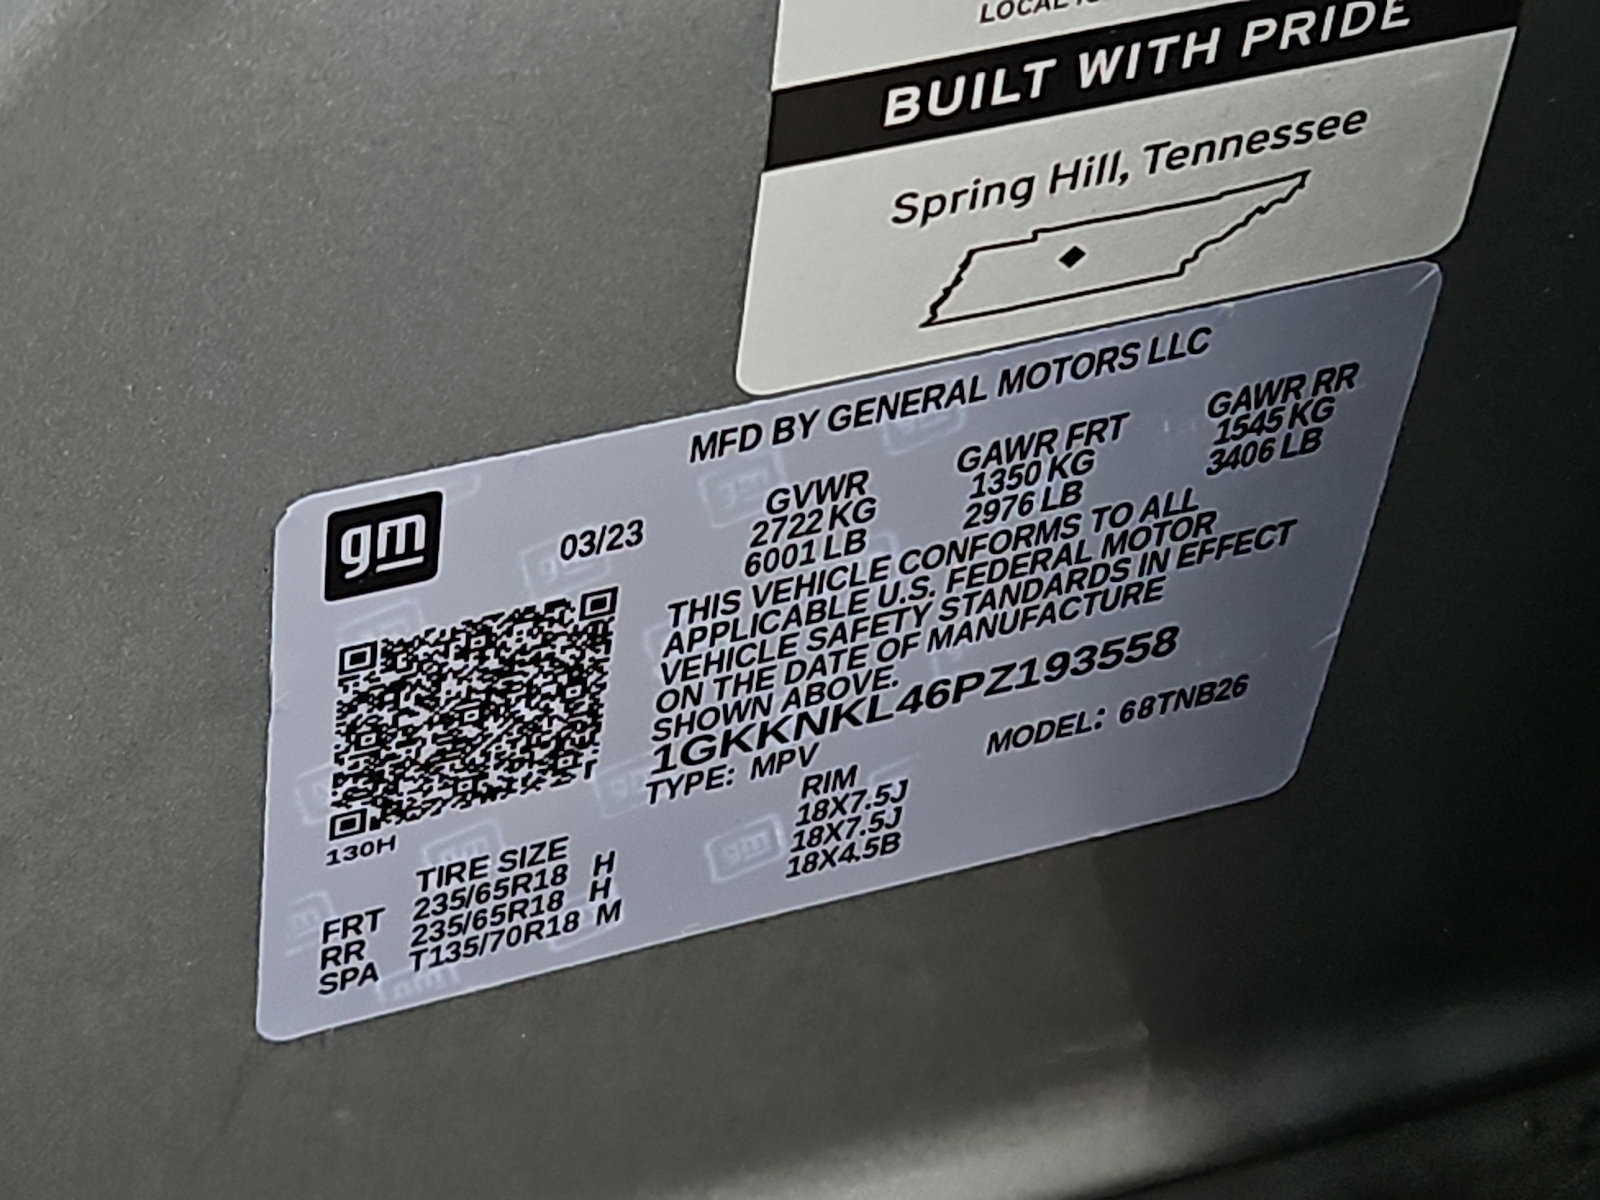 BUILT WITH PRIDE
Spring Hill, Tennessee
MFD BY GENERAL MOTORS LLC
gm
03/23
GVWR GAWR FRT GAWR RR
2722 KG 1350 KG 1545 KG
6001 LB 2976 LB 3406 LB
THIS VEHICLE CONFORMS TO ALL
APPLICABLE U.S. FEDERAL MOTOR
VEHICLE SAFETY STANDARDS IN EFFECT
ON THE DATE OF MANUFACTURE
SHOWN ABOVE.
1GKKNKL46PZ193558
TYPE: MPV MODEL: 68TNB26
130H
TIRE SIZE RIM
FRT 235/65R18 H 18X7.5J
RR 235/65R18 H 18X7.5J
SPA T135/70R18 M 18X4.5B